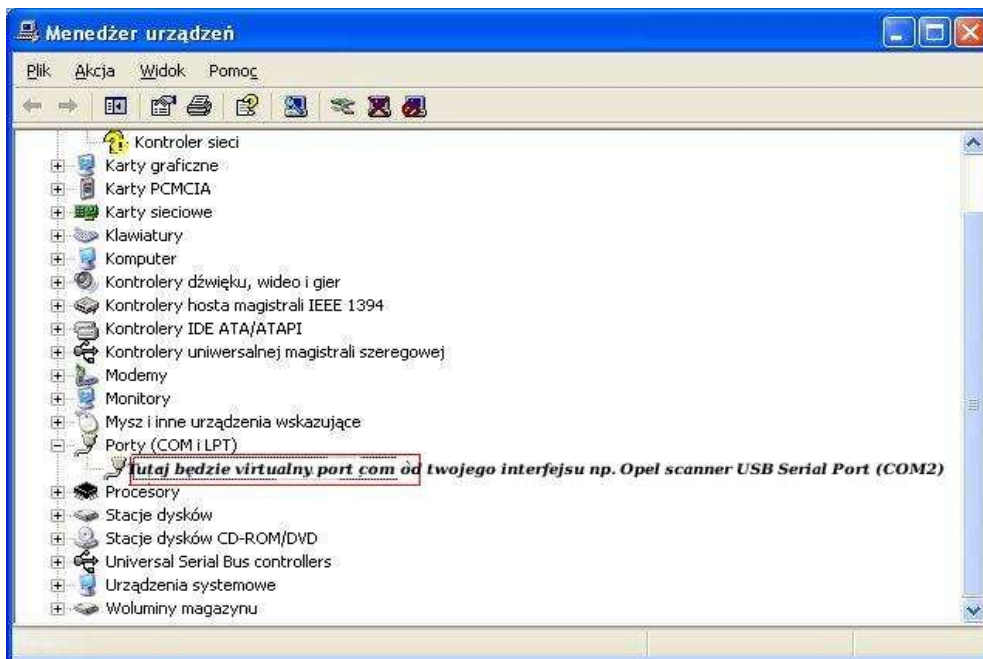 Menedżer urządzeń
Plik Akcja Widok Pomoc
Kontroler sieci
Karty graficzne
Karty PCMCIA
Karty sieciowe
Klawiatury
Komputer
Kontrolery dźwięku, wideo i gier
Kontrolery hosta magistrali IEEE 1394
Kontrolery IDE ATA/ATAPI
Kontrolery uniwersalnej magistrali szeregowej
Modemy
Monitory
Mysz i inne urządzenia wskazujące
Porty (COM i LPT)
Tutaj będzie virtualny port com od twojego interfejsu np. Opel scanner USB Serial Port (COM2)
Procesory
Stacje dysków
Stacje dysków CD-ROM/DVD
Universal Serial Bus controllers
Urządzenia systemowe
Woluminy magazynu